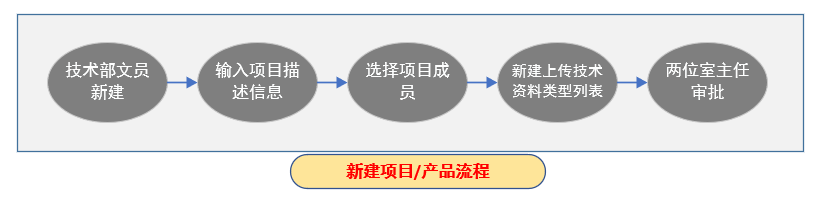 技术部文员
新建
输入项目描
述信息
选择项目成
员
新建上传技术
资料类型列表
两位室主任
审批
新建项目/产品流程